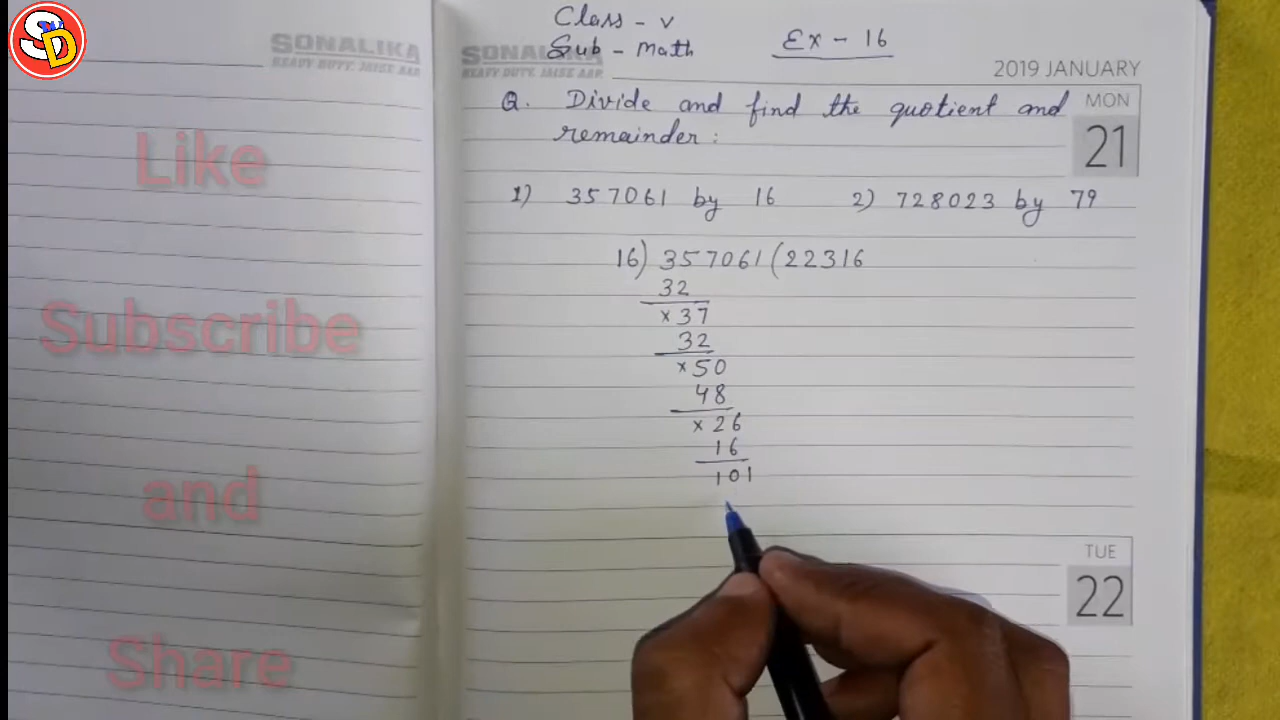 SD
Like
Subscribe
and
Share
SONALIKA
HEAVY DUTY. JAISE AAP.
SONALIKA
HEAVY DUTY. JAISE AAP.
Class - V
Sub - Math
Ex - 16
2019 JANUARY
MON
21
Q. Divide and find the quotient and
remainder:
1) 357061 by 16 2) 728023 by 79
16) 357061 (22316
32
× 37
32
× 50
48
× 26
16
101
TUE
22